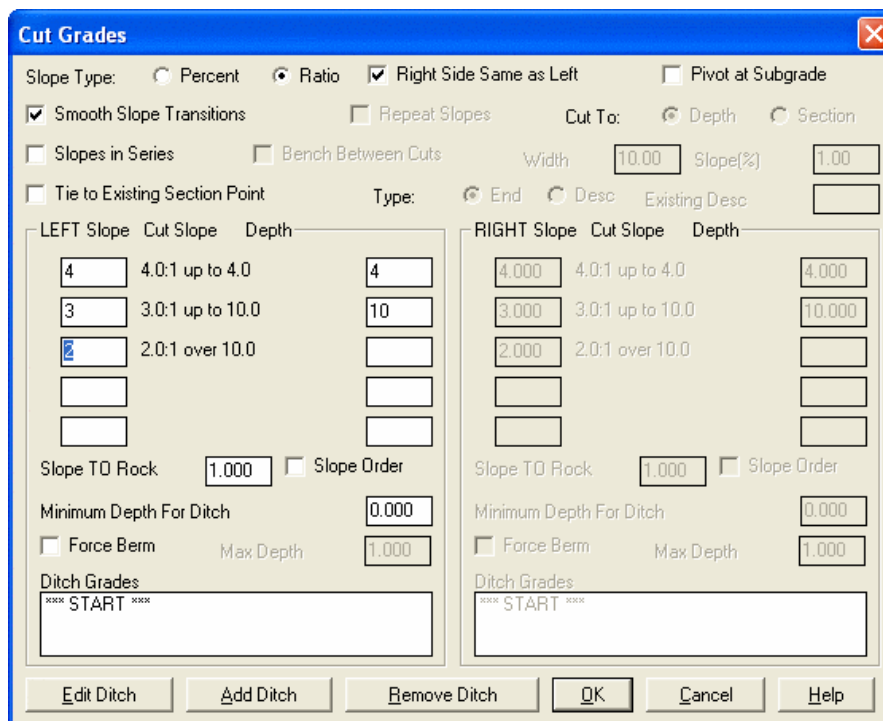 Cut Grades
Slope Type: Percent Ratio Right Side Same as Left Pivot at Subgrade
Smooth Slope Transitions Repeat Slopes Cut To: Depth Section
Slopes in Series Bench Between Cuts Width 10.00 Slope(%) 1.00
Tie to Existing Section Point Type: End Desc Existing Desc
LEFT Slope Cut Slope Depth
4 4.0:1 up to 4.0 4
3 3.0:1 up to 10.0 10
2 2.0:1 over 10.0
Slope TO Rock 1.000 Slope Order
Minimum Depth For Ditch 0.000
Force Berm Max Depth 1.000
Ditch Grades
*** START ***
RIGHT Slope Cut Slope Depth
4.000 4.0:1 up to 4.0 4.000
3.000 3.0:1 up to 10.0 10.000
2.000 2.0:1 over 10.0
Slope TO Rock 1.000 Slope Order
Minimum Depth For Ditch 0.000
Force Berm Max Depth 1.000
Ditch Grades
*** START ***
Edit Ditch Add Ditch Remove Ditch OK Cancel Help